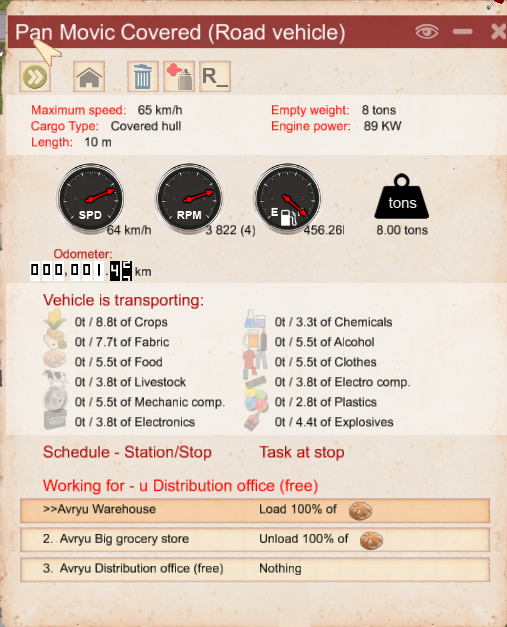 Pan Movic Covered (Road vehicle)
R_
Maximum speed: 65 km/h Empty weight: 8 tons
Cargo Type: Covered hull Engine power: 89 KW
Length: 10 m
SPD RPM E tons
64 km/h 3 822 (4) 456.26l 8.00 tons
Odometer:
000,001.45 km
Vehicle is transporting:
0t / 8.8t of Crops 0t / 3.3t of Chemicals
0t / 7.7t of Fabric 0t / 5.5t of Alcohol
0t / 5.5t of Food 0t / 5.5t of Clothes
0t / 3.8t of Livestock 0t / 3.8t of Electro comp.
0t / 5.5t of Mechanic comp. 0t / 2.8t of Plastics
0t / 3.8t of Electronics 0t / 4.4t of Explosives
Schedule - Station/Stop Task at stop
Working for - u Distribution office (free)
>>Avryu Warehouse Load 100% of
2. Avryu Big grocery store Unload 100% of
3. Avryu Distribution office (free) Nothing